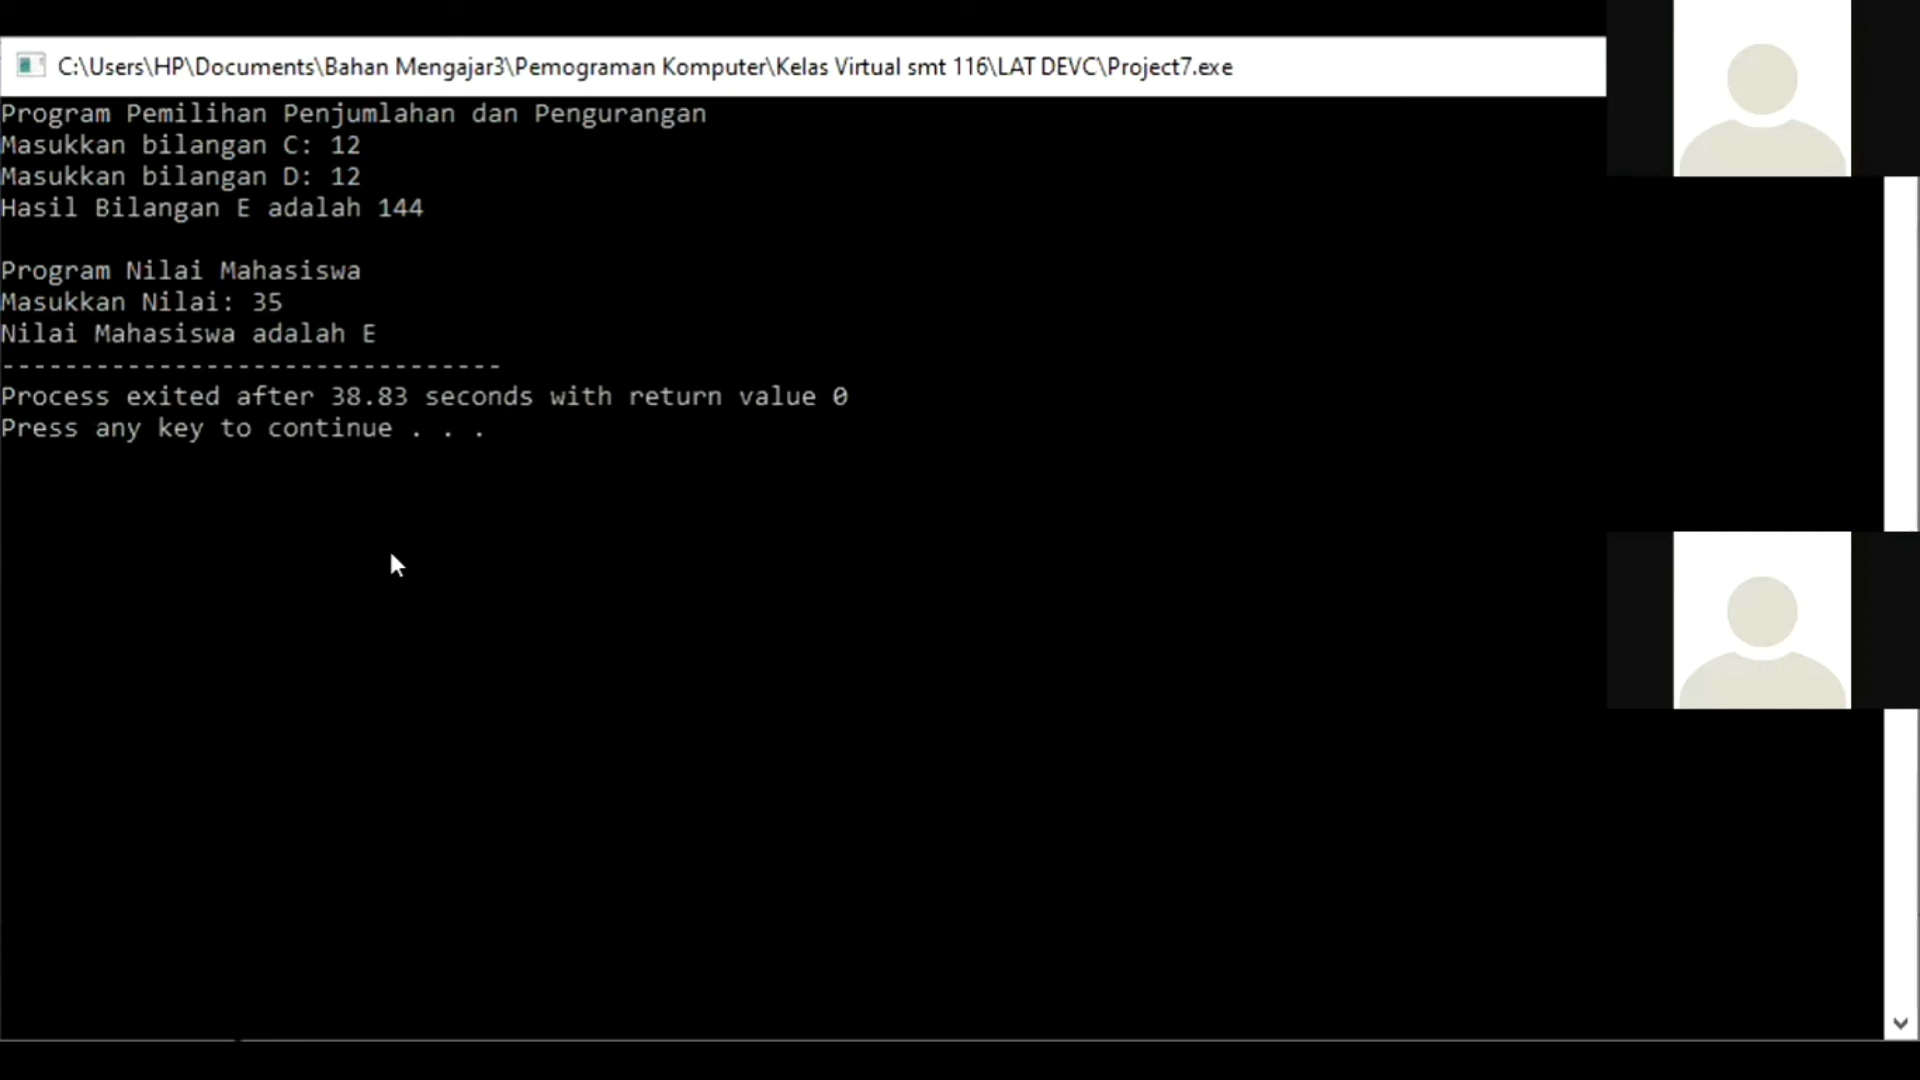 C:\Users\HP\Documents\Bahan Mengajar3\Pemograman Komputer\Kelas Virtual smt 116\LAT DEVC\Project7.exe
Program Pemilihan Penjumlahan dan Pengurangan
Masukkan bilangan C: 12
Masukkan bilangan D: 12
Hasil Bilangan E adalah 144
Program Nilai Mahasiswa
Masukkan Nilai: 35
Nilai Mahasiswa adalah E
--------------------------------
Process exited after 38.83 seconds with return value 0
Press any key to continue . . .